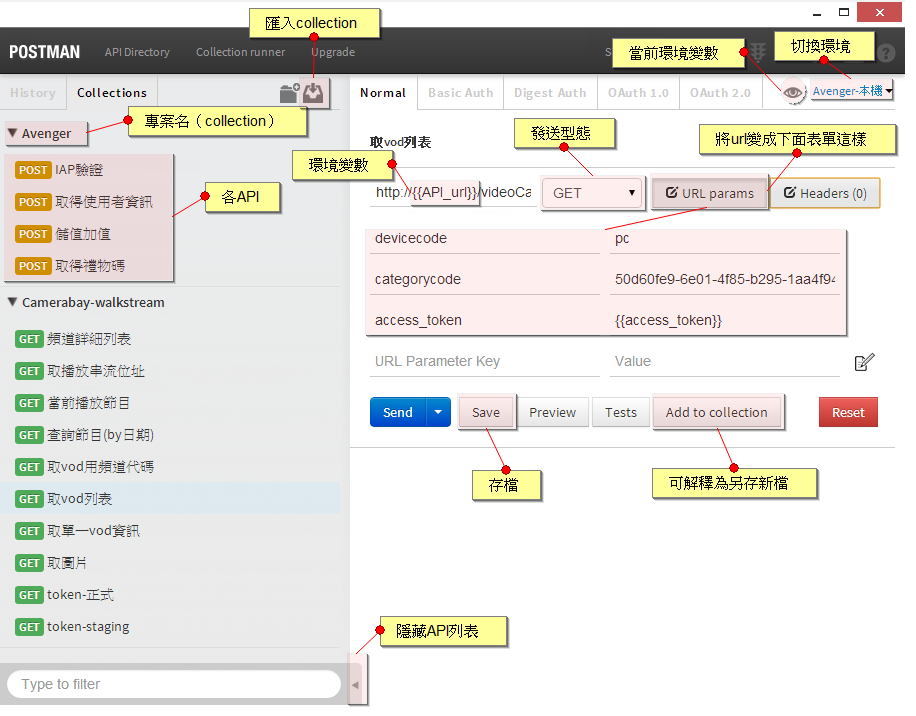 匯入collection
POSTMAN
API Directory
Collection runner
Upgrade
S
當前環境變數
切換環境
?
History
Collections
Normal
Basic Auth
Digest Auth
OAuth 1.0
OAuth 2.0
Avenger-本機
專案名（collection）
Avenger
發送型態
將url變成下面表單這樣
取vod列表
環境變數
POST IAP驗證
POST 取得使用者資訊
POST 儲值加值
POST 取得禮物碼
各API
http://{{API_url}}/videoCa
GET
URL params
Headers (0)
devicecode
pc
categorycode
50d60fe9-6e01-4f85-b295-1aa4f94
access_token
{{access_token}}
URL Parameter Key
Value
Camerabay-walkstream
GET 頻道詳細列表
GET 取播放串流位址
GET 當前播放節目
GET 查詢節目(by日期)
GET 取vod用頻道代碼
GET 取vod列表
GET 取單一vod資訊
GET 取圖片
GET token-正式
GET token-staging
Send
Save
Preview
Tests
Add to collection
Reset
存檔
可解釋為另存新檔
隱藏API列表
Type to filter